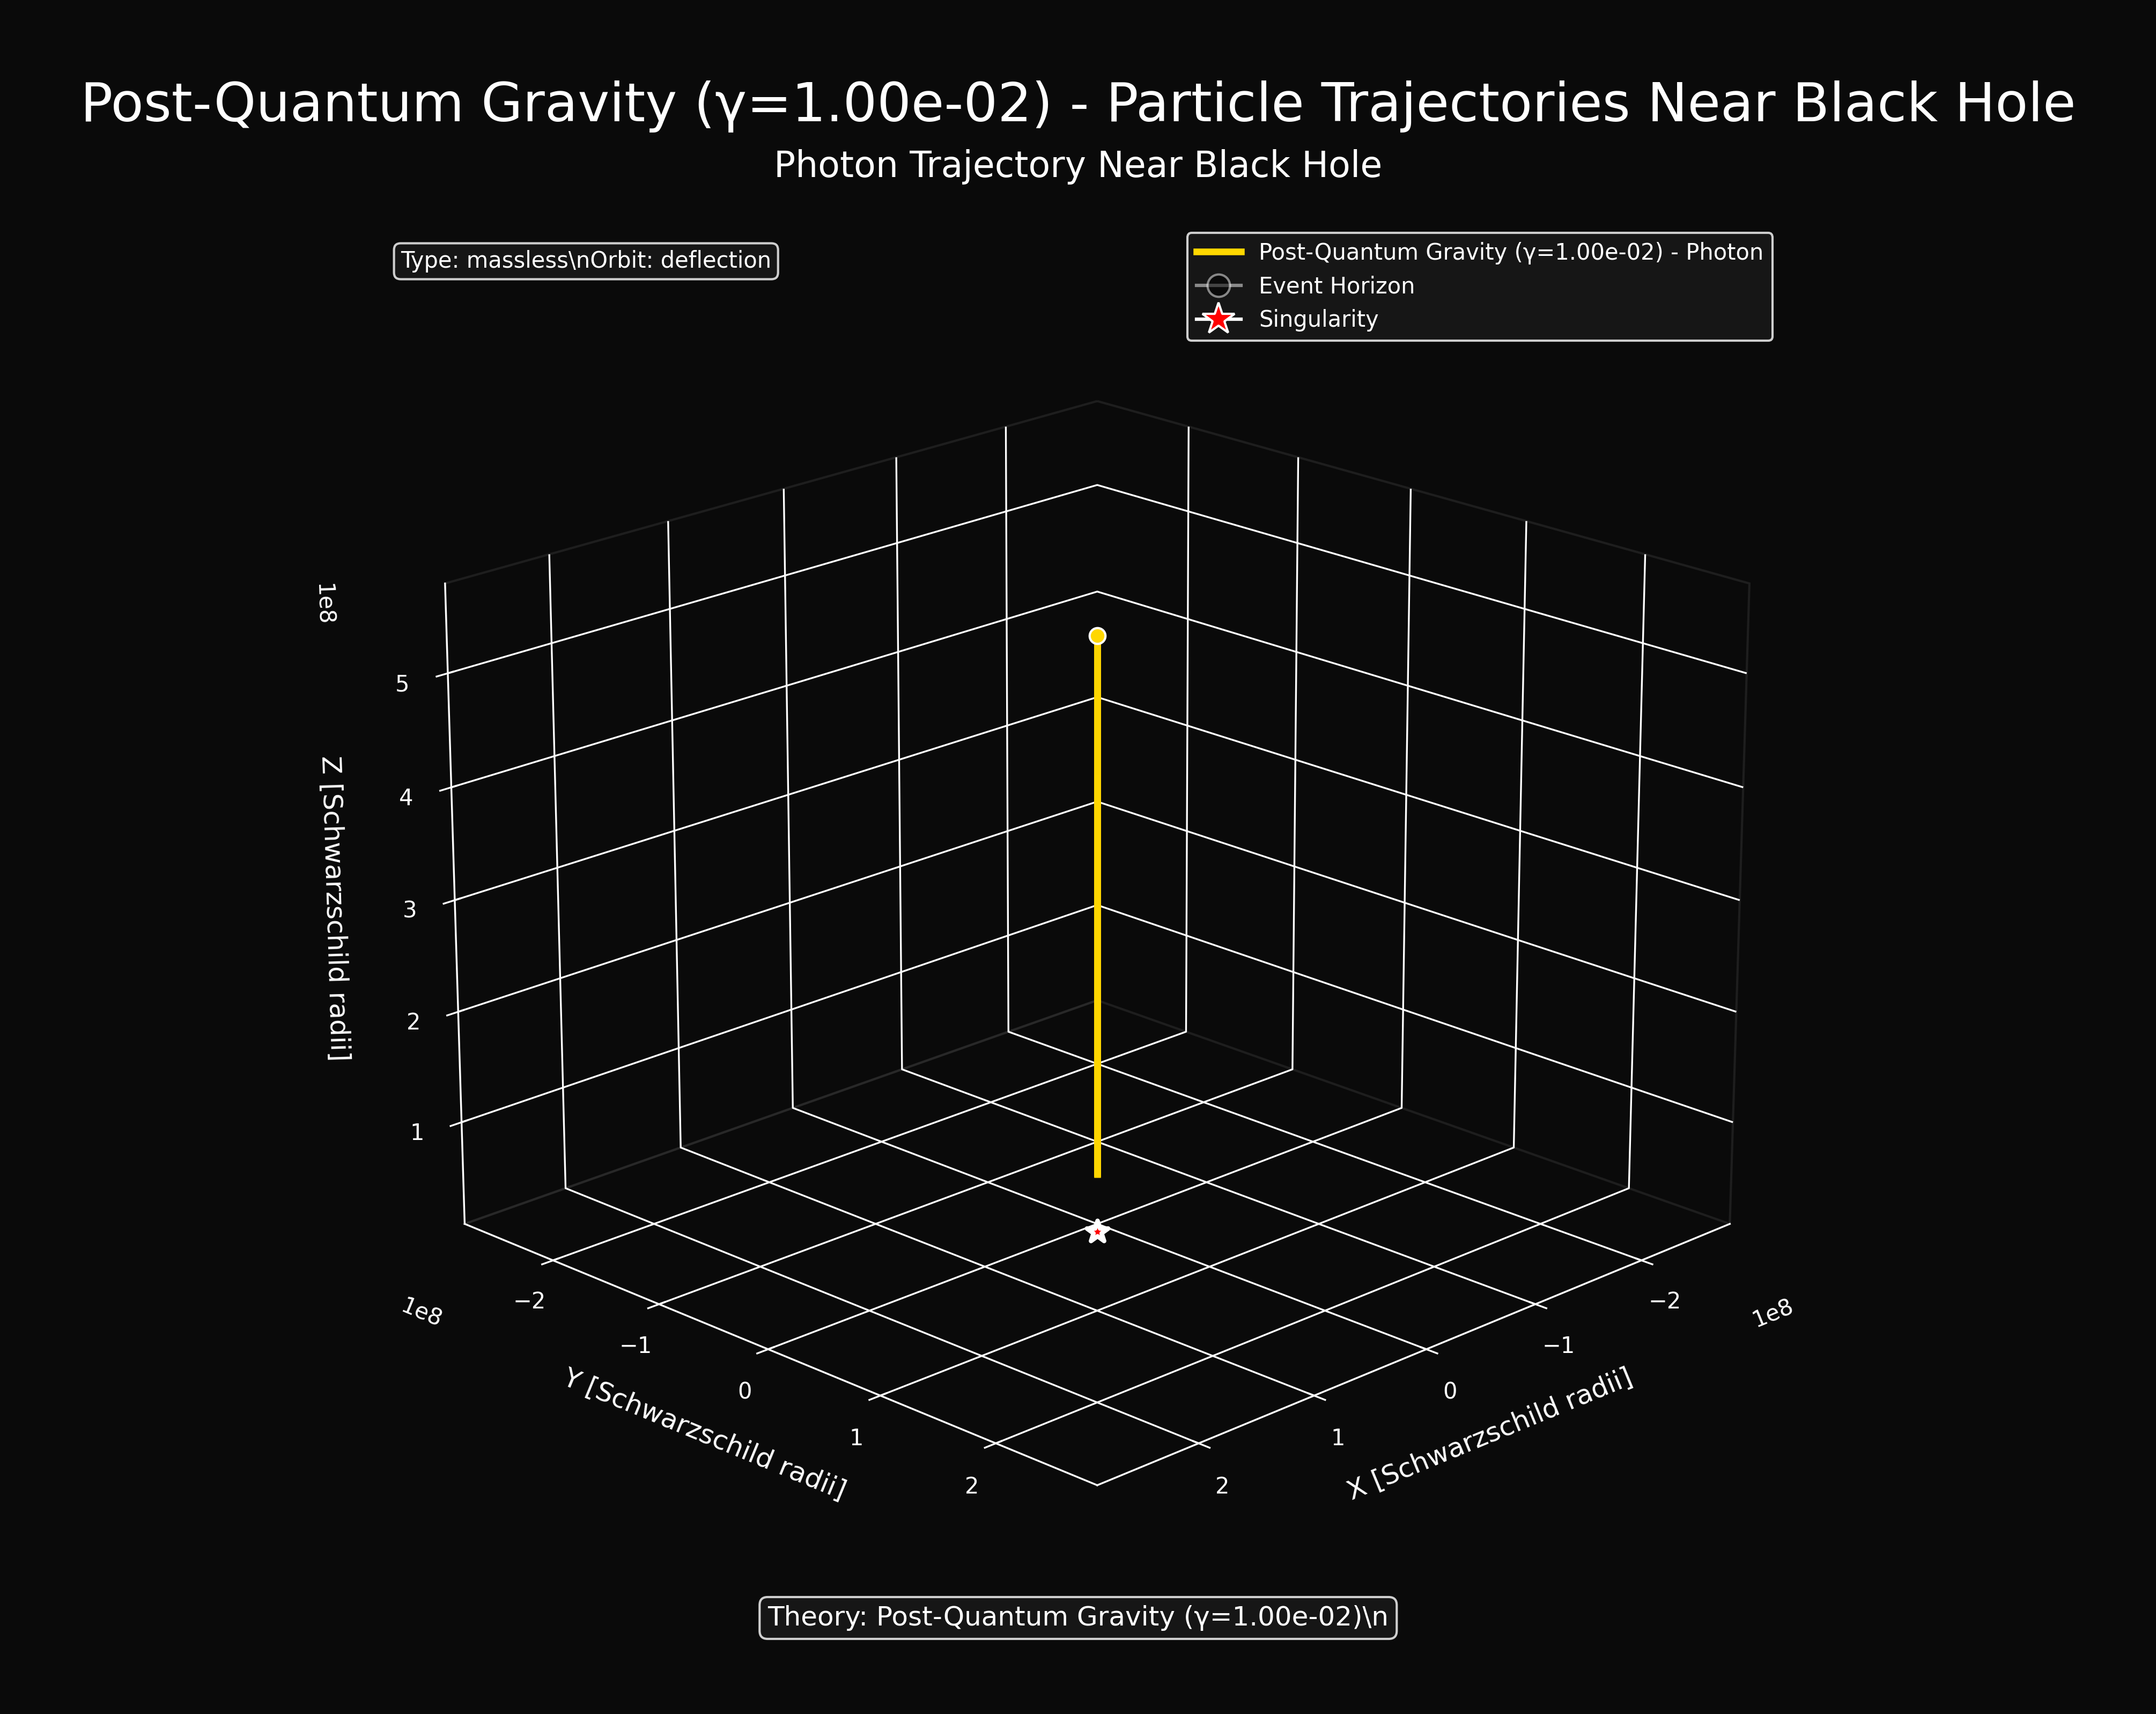 Post-Quantum Gravity (γ=1.00e-02) - Particle Trajectories Near Black Hole
Photon Trajectory Near Black Hole
Type: massless\nOrbit: deflection
Post-Quantum Gravity (γ=1.00e-02) - Photon
Event Horizon
Singularity
1e8
5
4
3
2
1
Z [Schwarzschild radii]
1e8
−2
−1
0
1
2
Y [Schwarzschild radii]
2
1
0
−1
−2
1e8
X [Schwarzschild radii]
Theory: Post-Quantum Gravity (γ=1.00e-02)\n